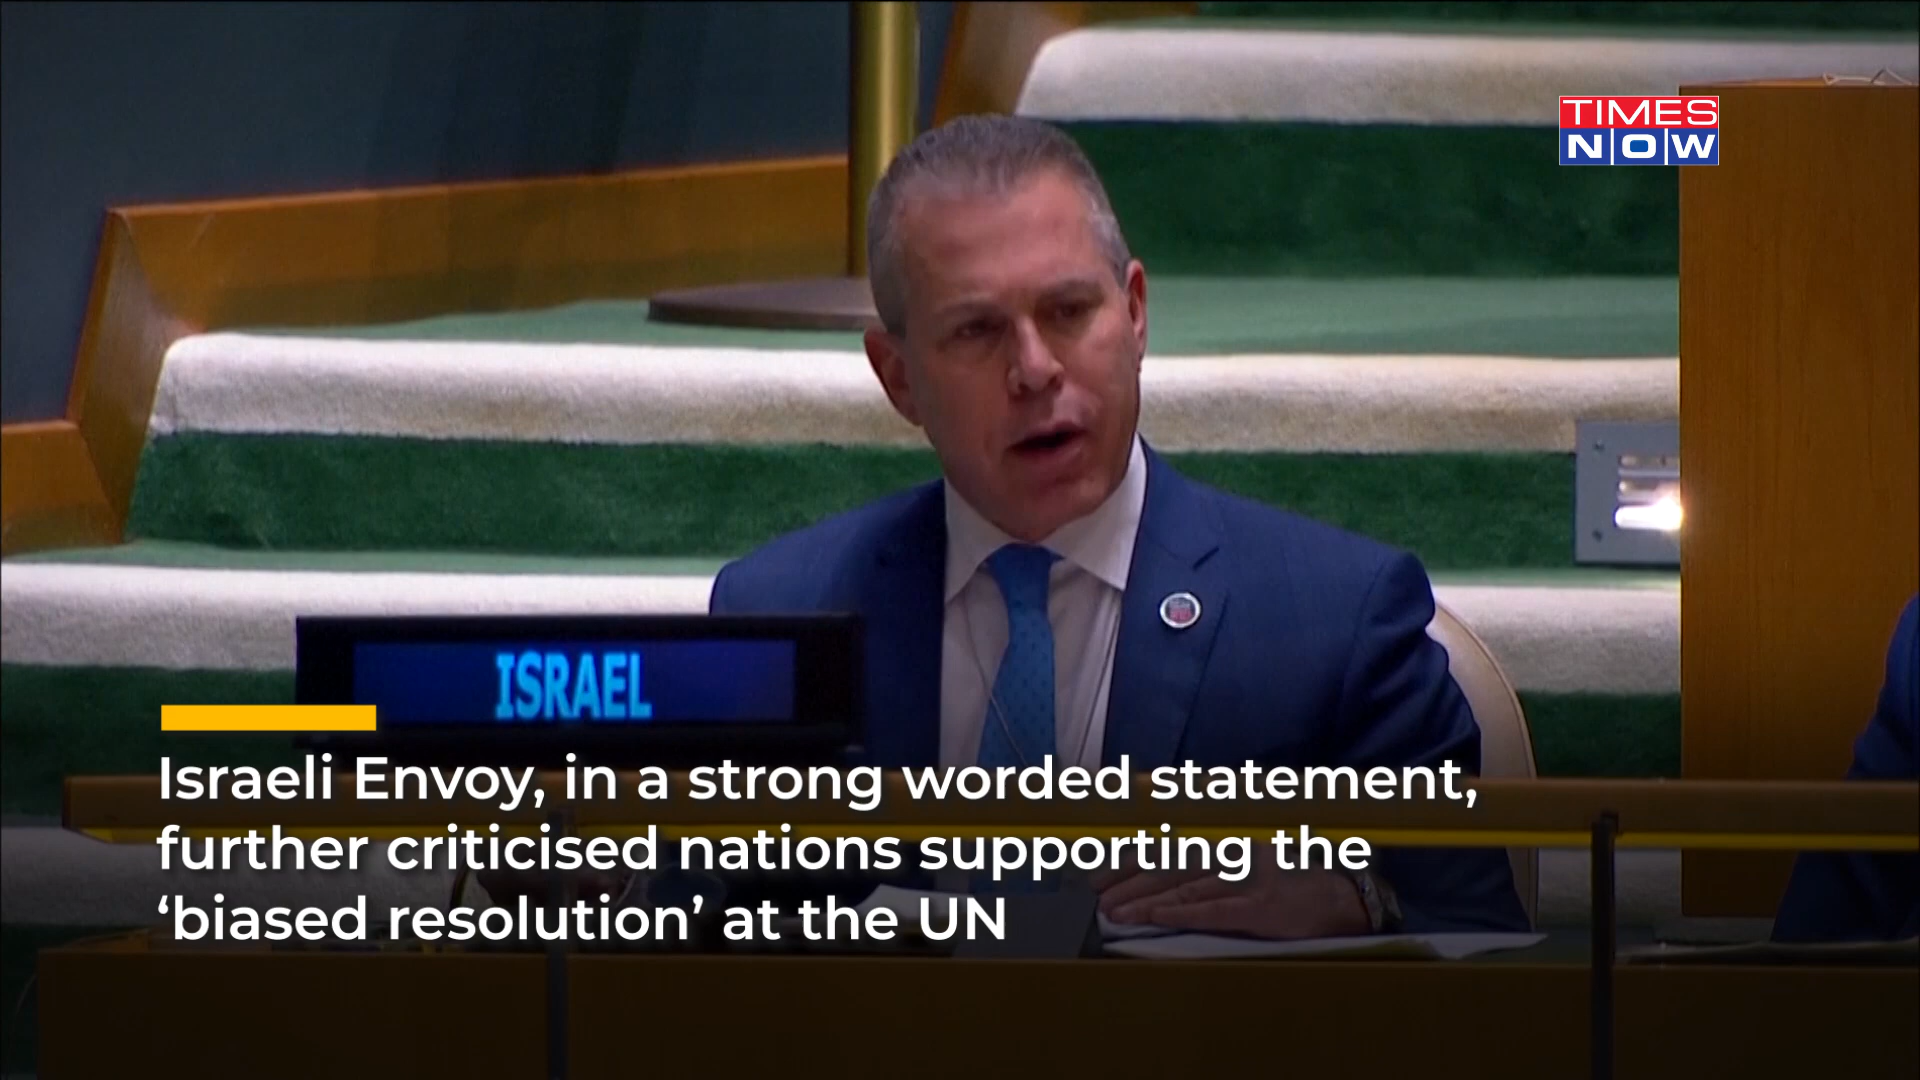 TIMES
NOW
ISRAEL
Israeli Envoy, in a strong worded statement,
further criticised nations supporting the
‘biased resolution’ at the UN